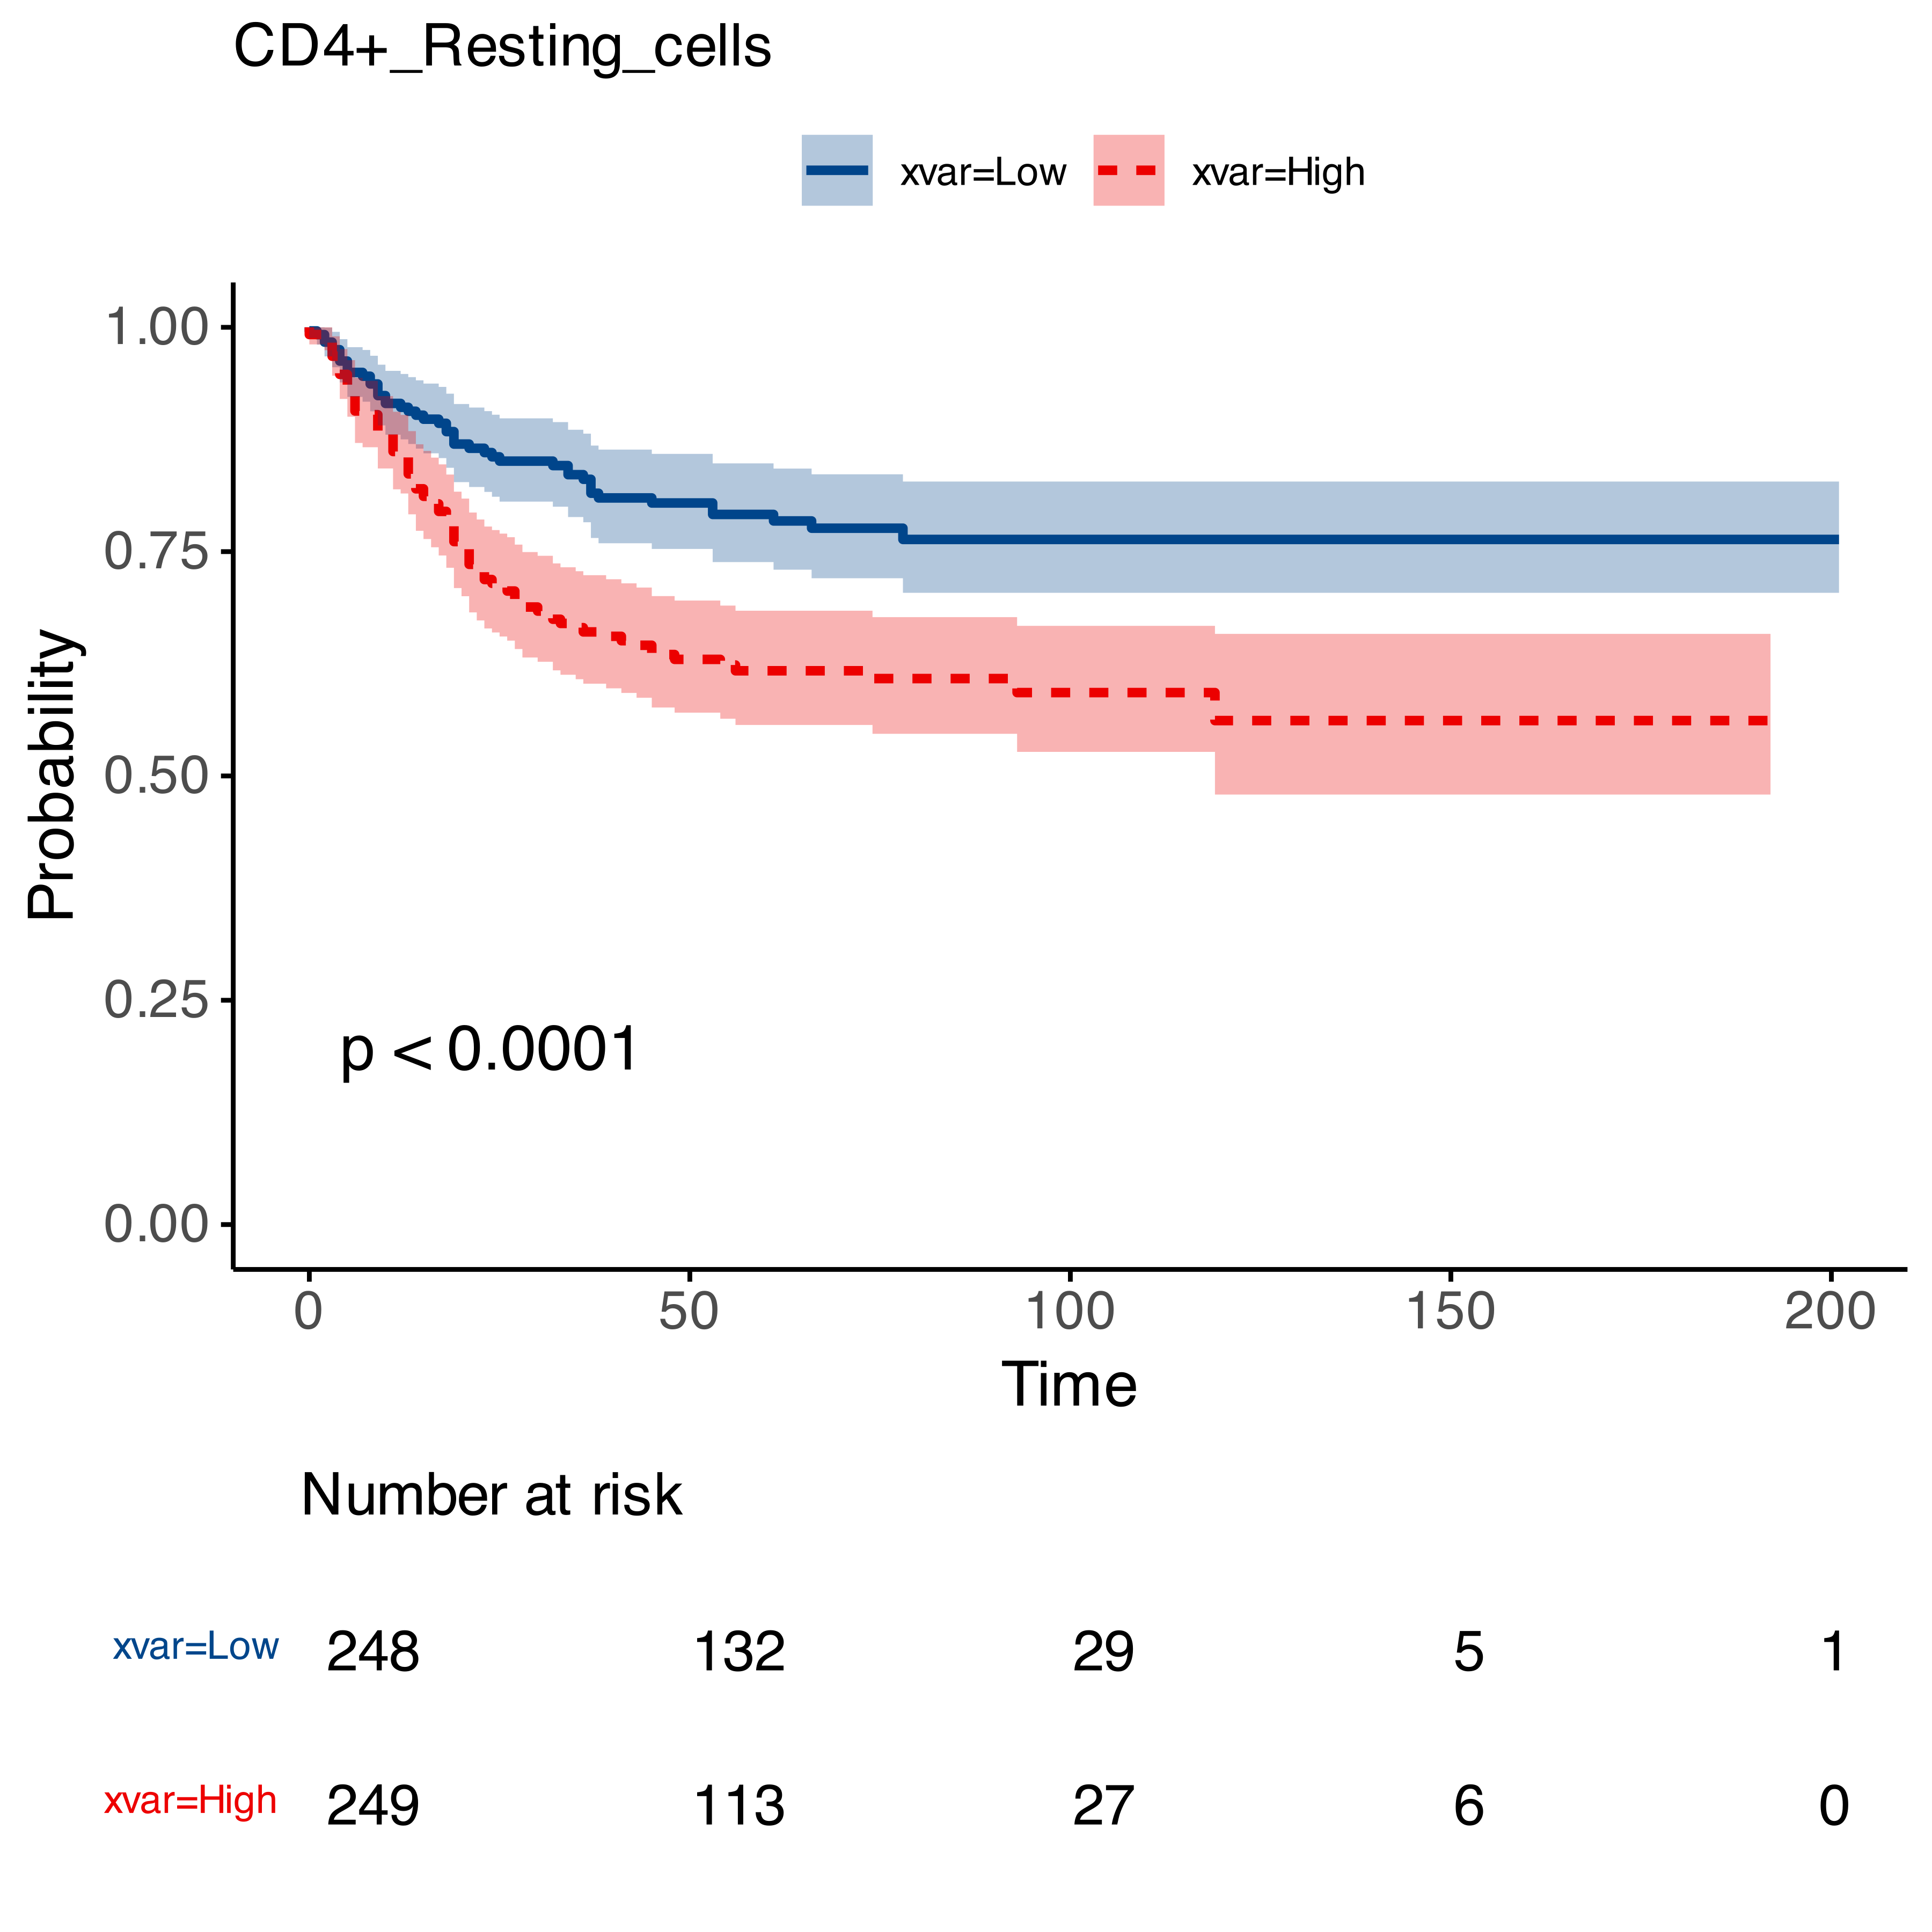 CD4+_Resting_cells
xvar=Low xvar=High
1.00
0.75
0.50
0.25
0.00
Probability
p < 0.0001
0 50 100 150 200
Time
Number at risk
xvar=Low 248 132 29 5 1
xvar=High 249 113 27 6 0